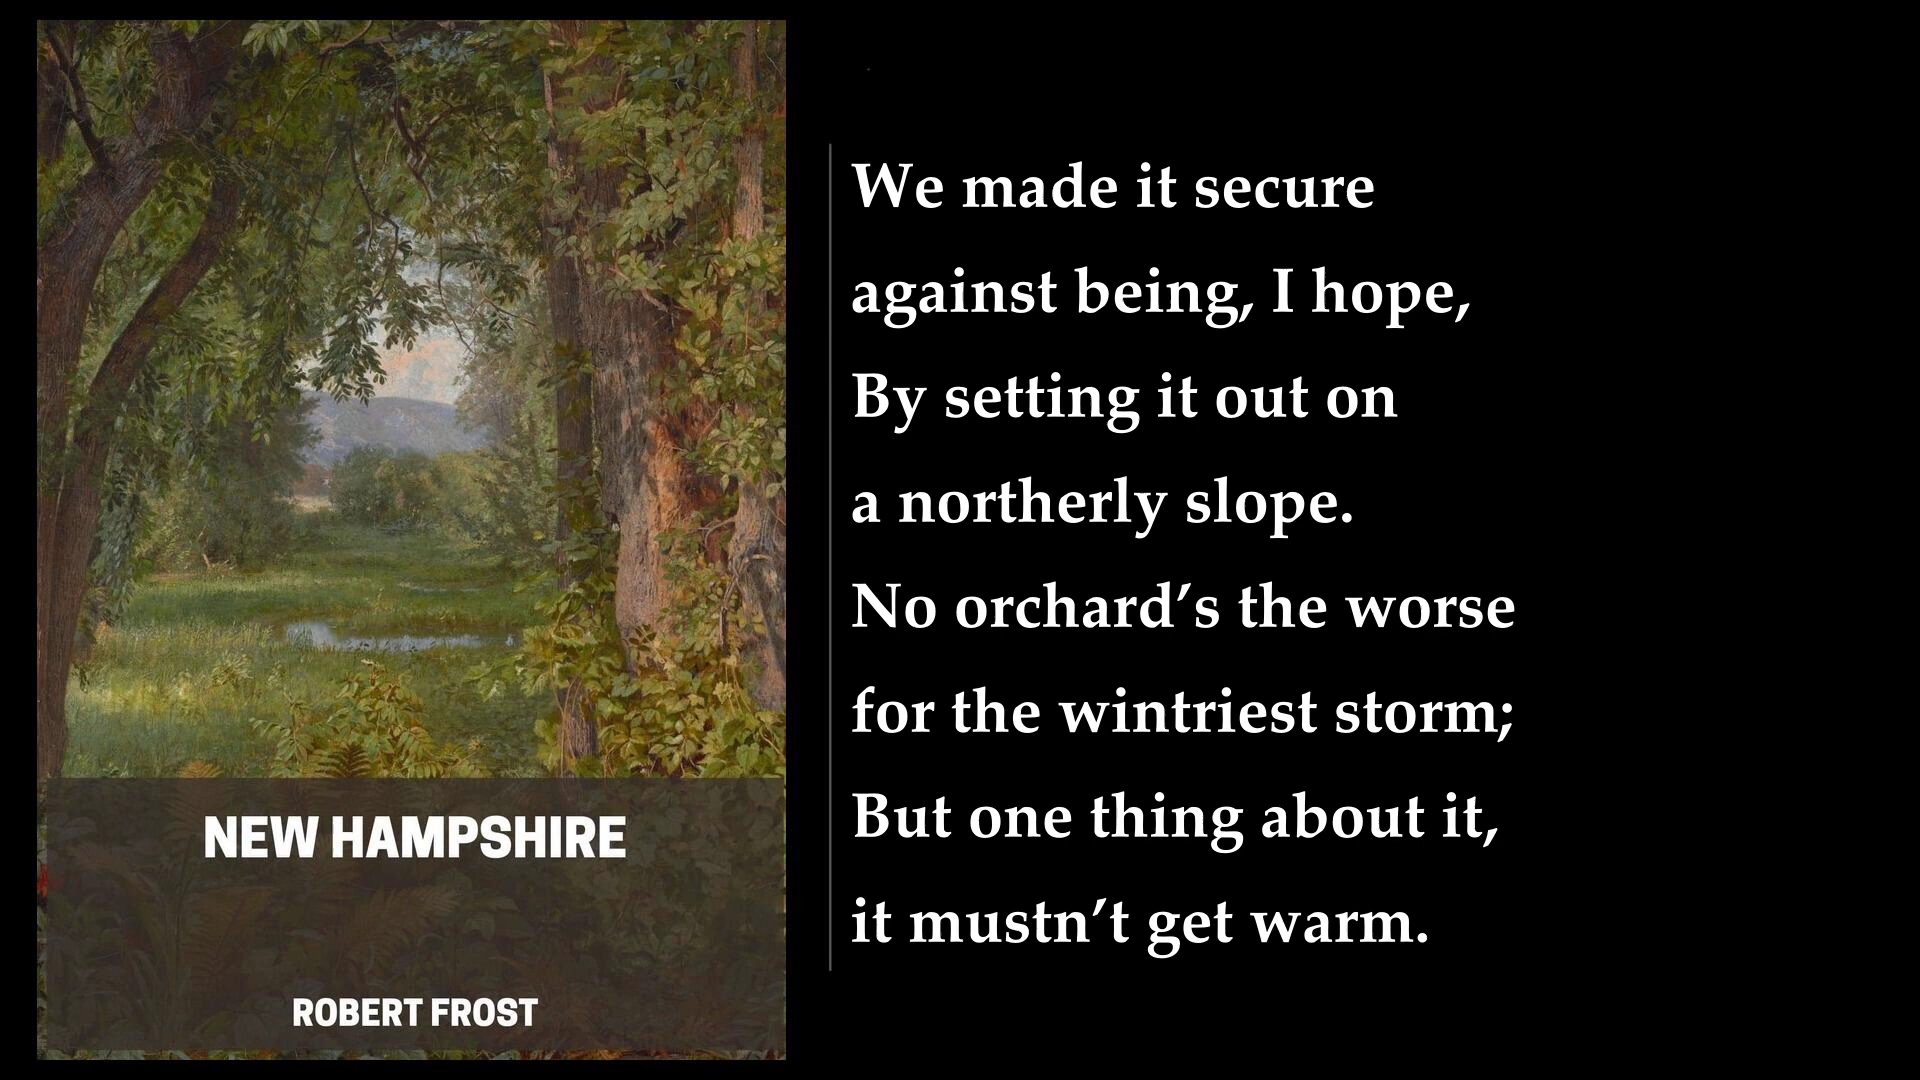 NEW HAMPSHIRE
ROBERT FROST
We made it secure
against being, I hope,
By setting it out on
a northerly slope.
No orchard’s the worse
for the wintriest storm;
But one thing about it,
it mustn’t get warm.